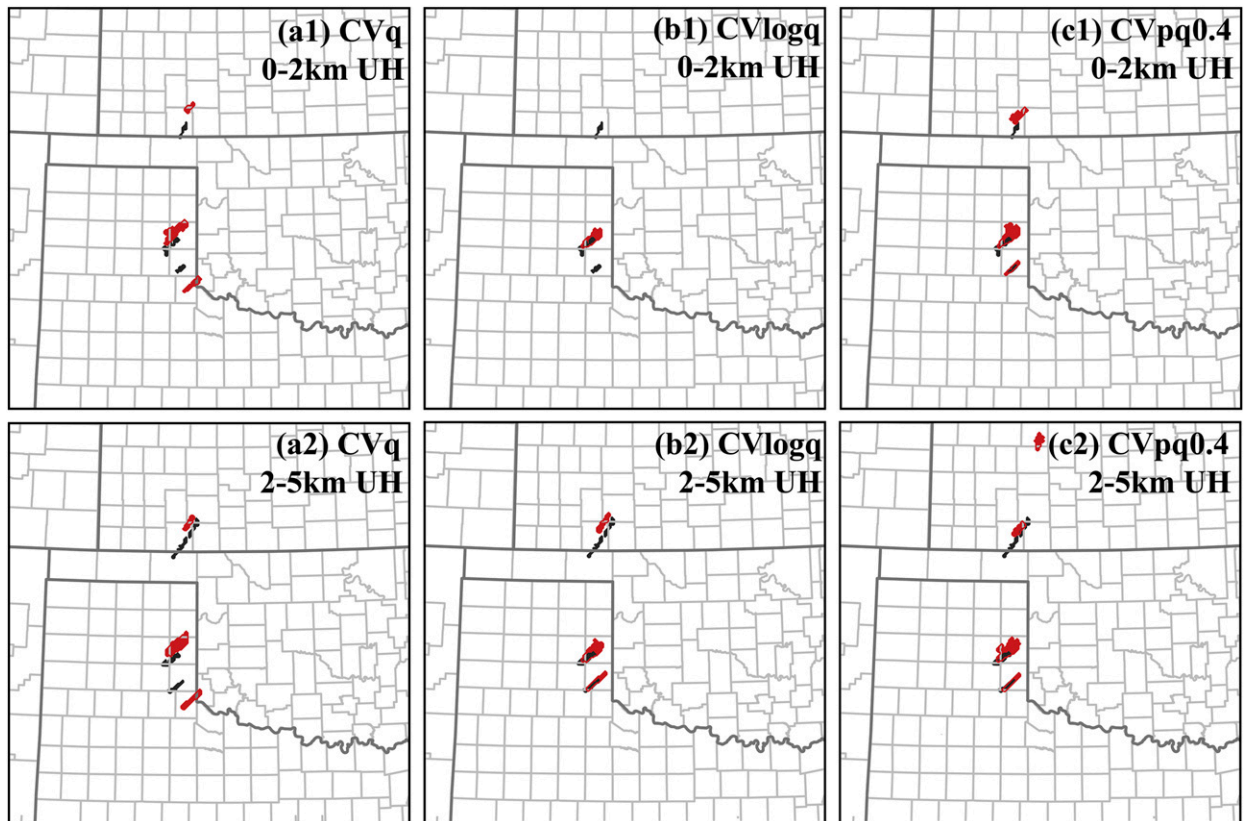 (a1) CVq
0-2km UH
(b1) CVlogq
0-2km UH
(c1) CVpq0.4
0-2km UH
(a2) CVq
2-5km UH
(b2) CVlogq
2-5km UH
(c2) CVpq0.4
2-5km UH